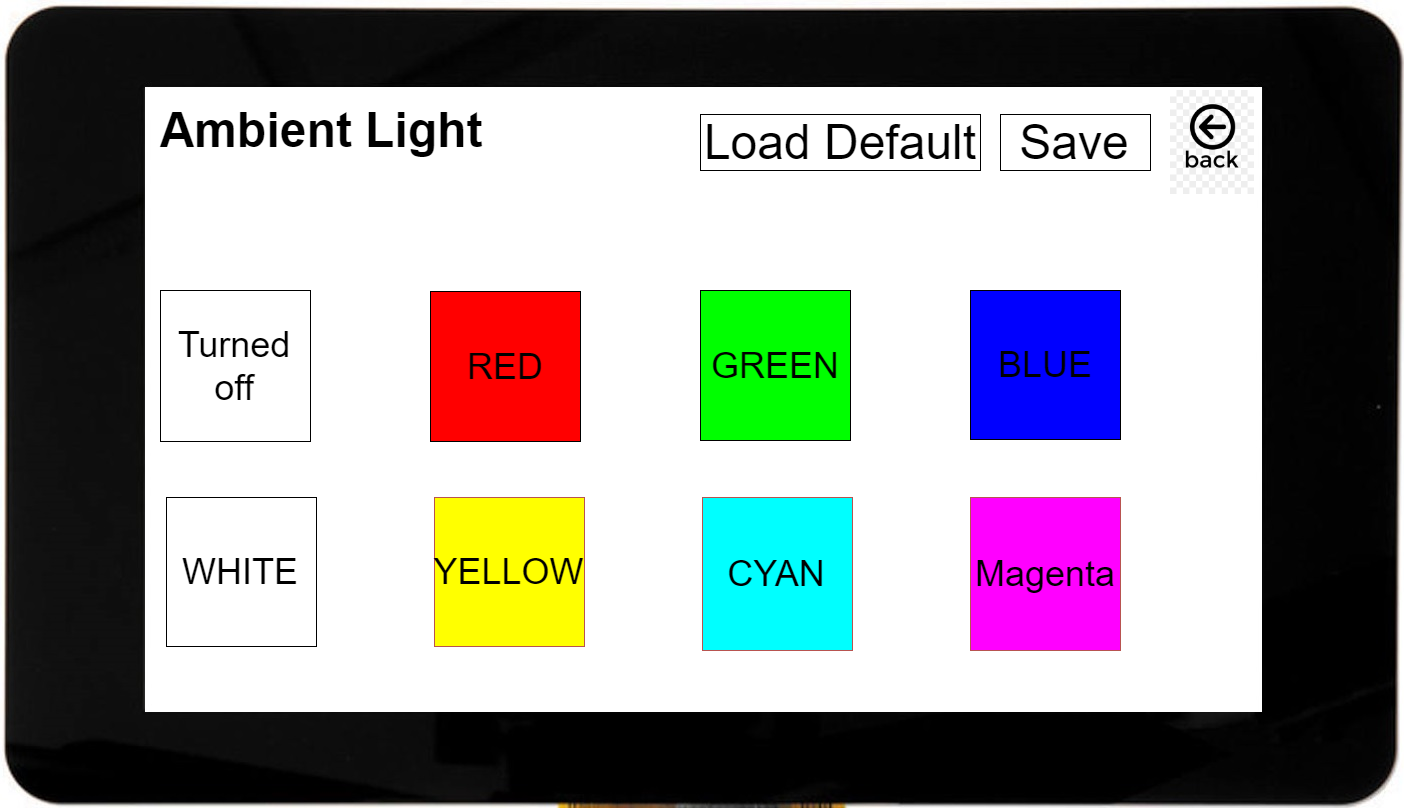 Ambient Light
Load Default
Save
back
Turned
off
RED
GREEN
BLUE
WHITE
YELLOW
CYAN
Magenta